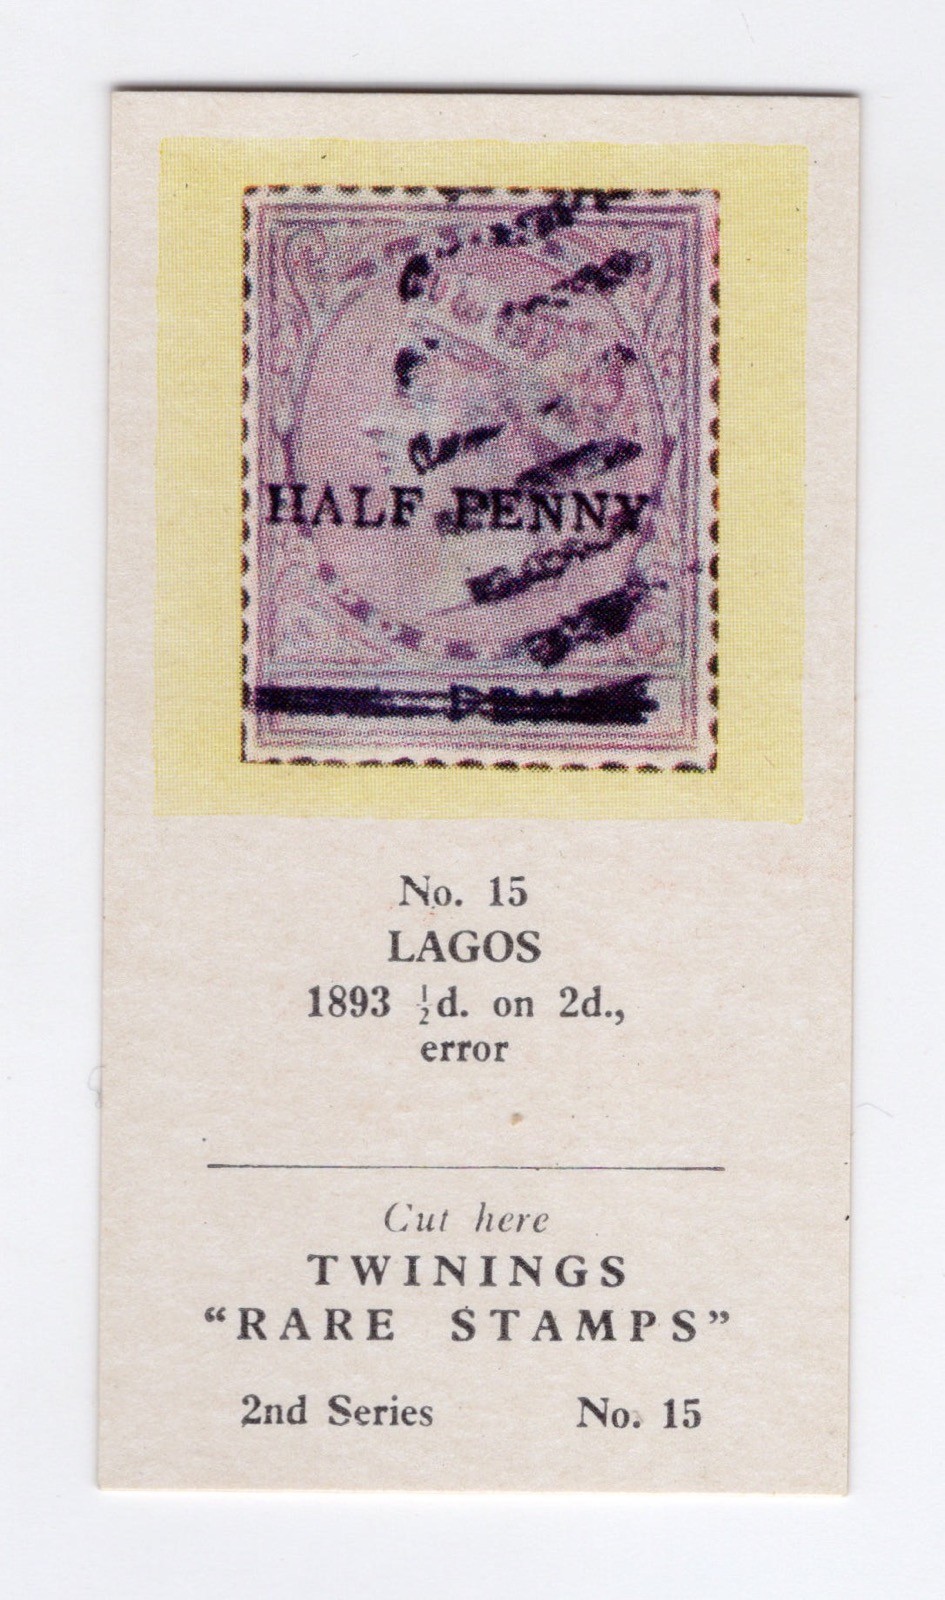 HALF PENNY
No. 15
LAGOS
1893 ½d. on 2d.,
error
Cut here
TWININGS
“RARE STAMPS”
2nd Series No. 15